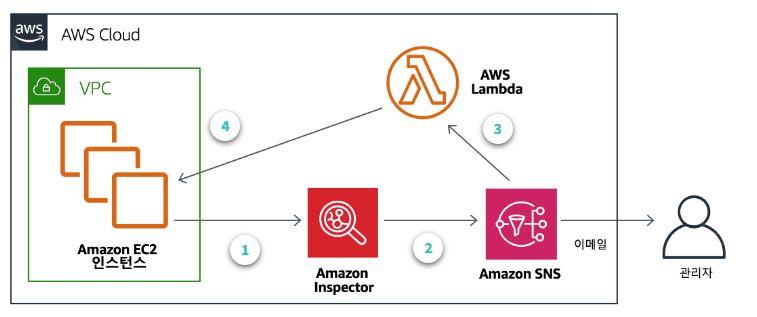 aws
AWS Cloud
VPC
AWS
Lambda
4
3
Amazon EC2
인스턴스
1
Amazon
Inspector
2
Amazon SNS
이메일
관리자